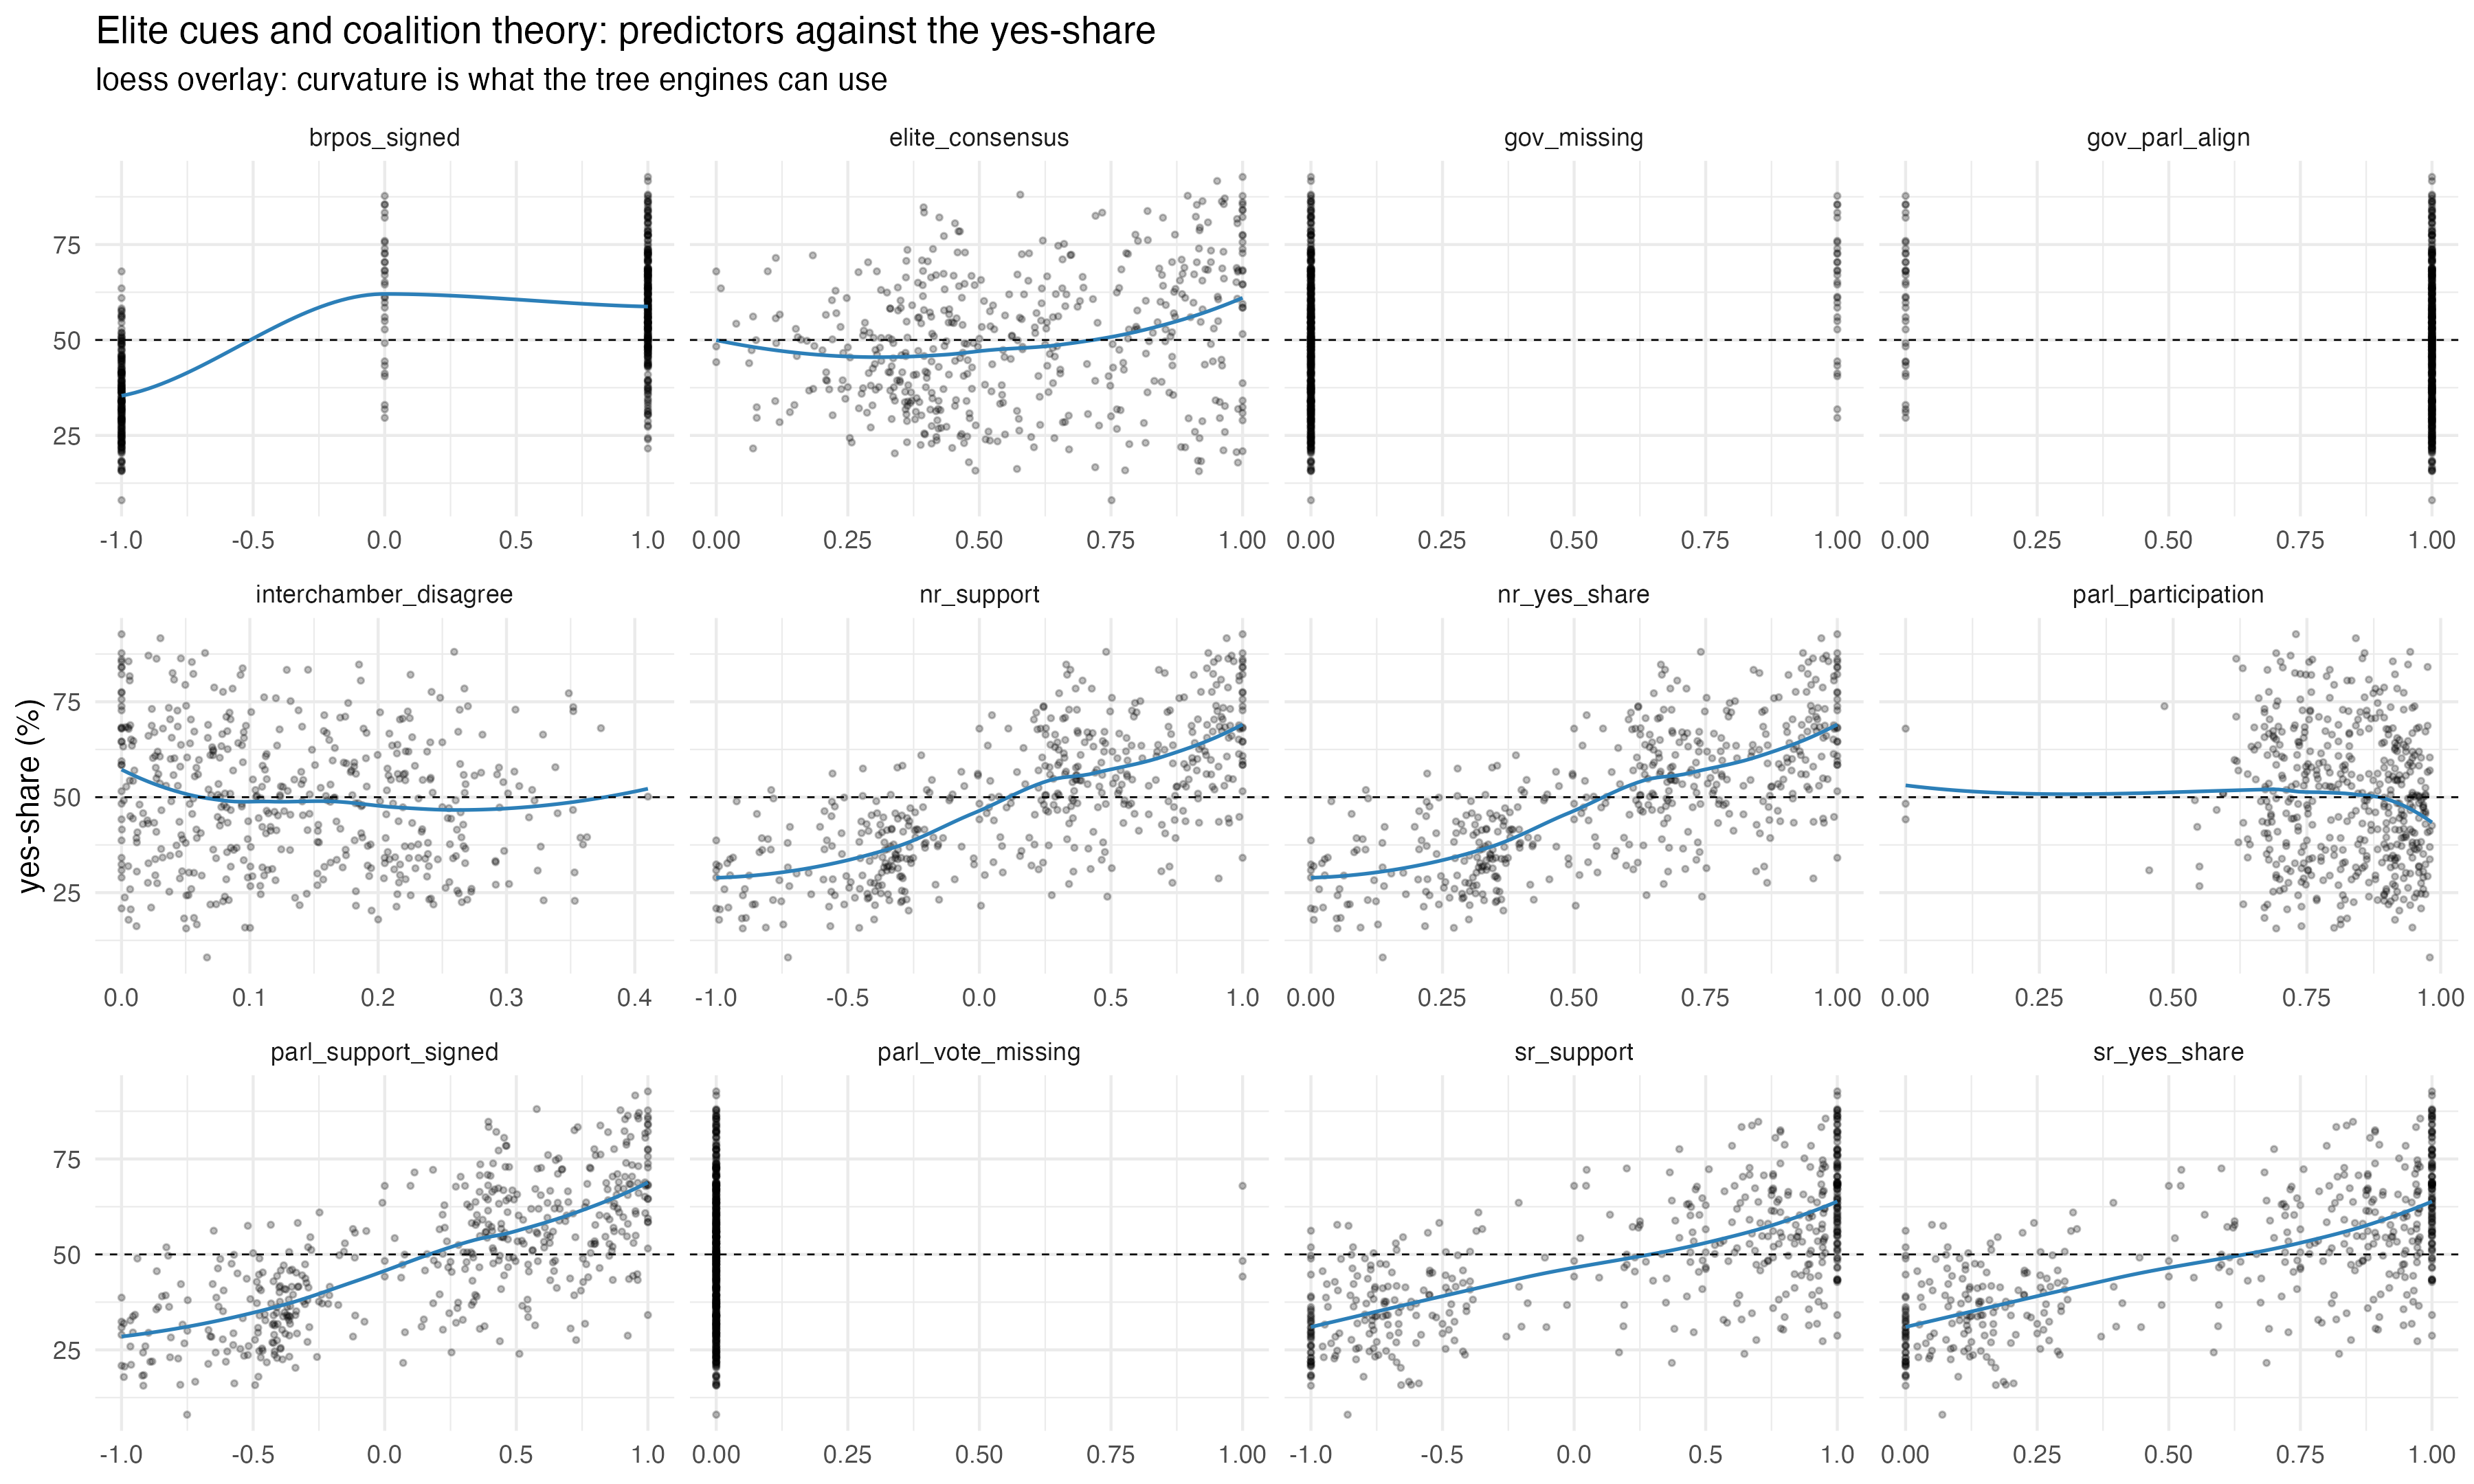 Elite cues and coalition theory: predictors against the yes-share
loess overlay: curvature is what the tree engines can use
brpos_signed elite_consensus gov_missing gov_parl_align
75
50
25
-1.0 -0.5 0.0 0.5 1.0 0.00 0.25 0.50 0.75 1.00 0.00 0.25 0.50 0.75 1.00 0.00 0.25 0.50 0.75 1.00
interchamber_disagree nr_support nr_yes_share parl_participation
yes-share (%)
75
50
25
0.0 0.1 0.2 0.3 0.4 -1.0 -0.5 0.0 0.5 1.0 0.00 0.25 0.50 0.75 1.00 0.00 0.25 0.50 0.75 1.00
parl_support_signed parl_vote_missing sr_support sr_yes_share
75
50
25
-1.0 -0.5 0.0 0.5 1.0 0.00 0.25 0.50 0.75 1.00 -1.0 -0.5 0.0 0.5 1.0 0.00 0.25 0.50 0.75 1.00